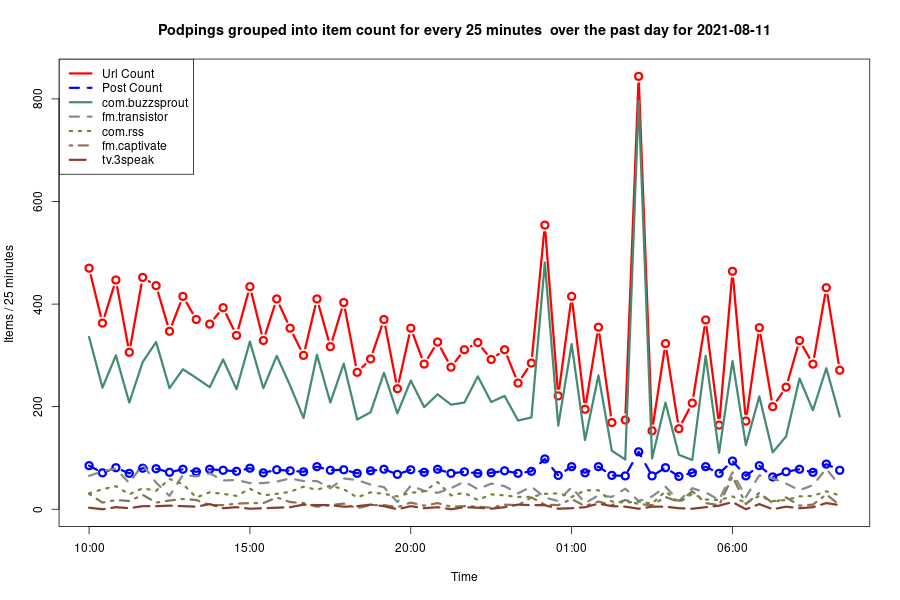 Podpings grouped into item count for every 25 minutes  over the past day for 2021-08-11
Url Count
Post Count
com.buzzsprout
fm.transistor
com.rss
fm.captivate
tv.3speak
Items / 25 minutes
800
600
400
200
0
10:00
15:00
20:00
01:00
06:00
Time